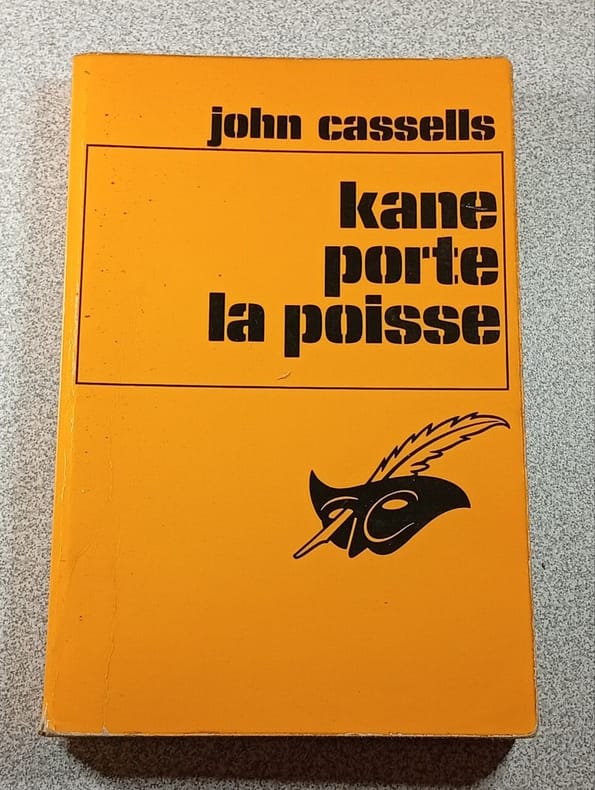 john cassells
kane
porte
la poisse